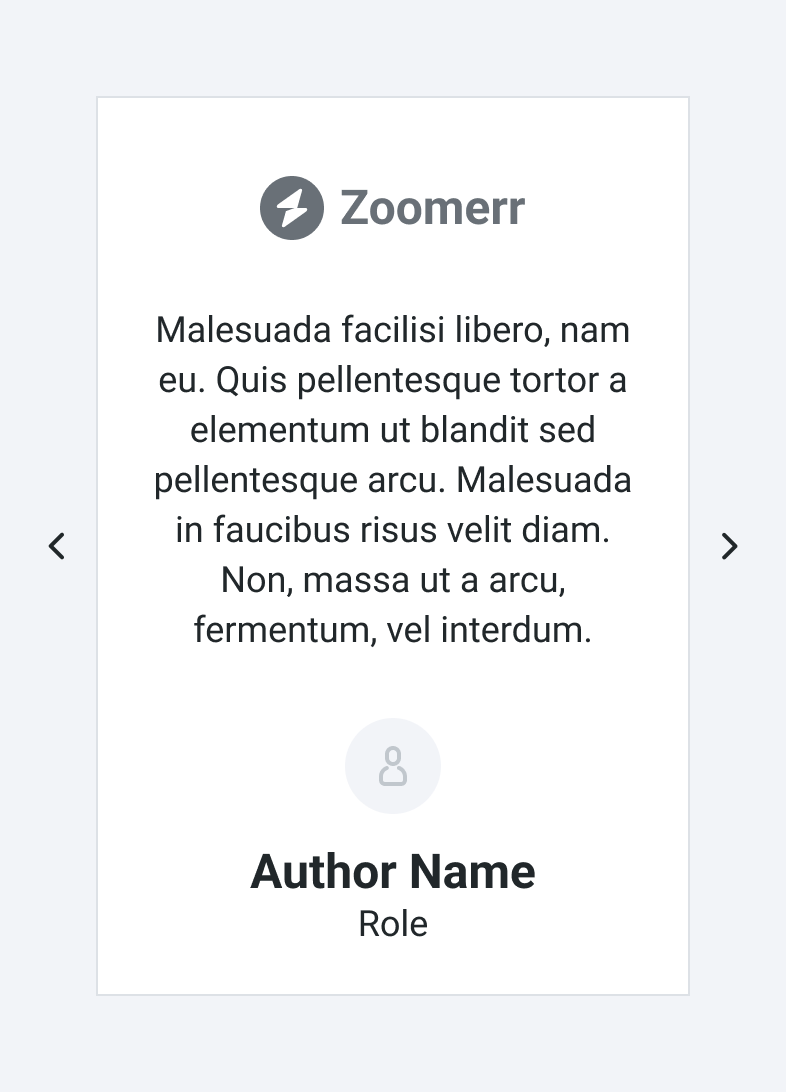 Zoomerr
Malesuada facilisi libero, nam
eu. Quis pellentesque tortor a
elementum ut blandit sed
pellentesque arcu. Malesuada
in faucibus risus velit diam.
Non, massa ut a arcu,
fermentum, vel interdum.
Author Name
Role